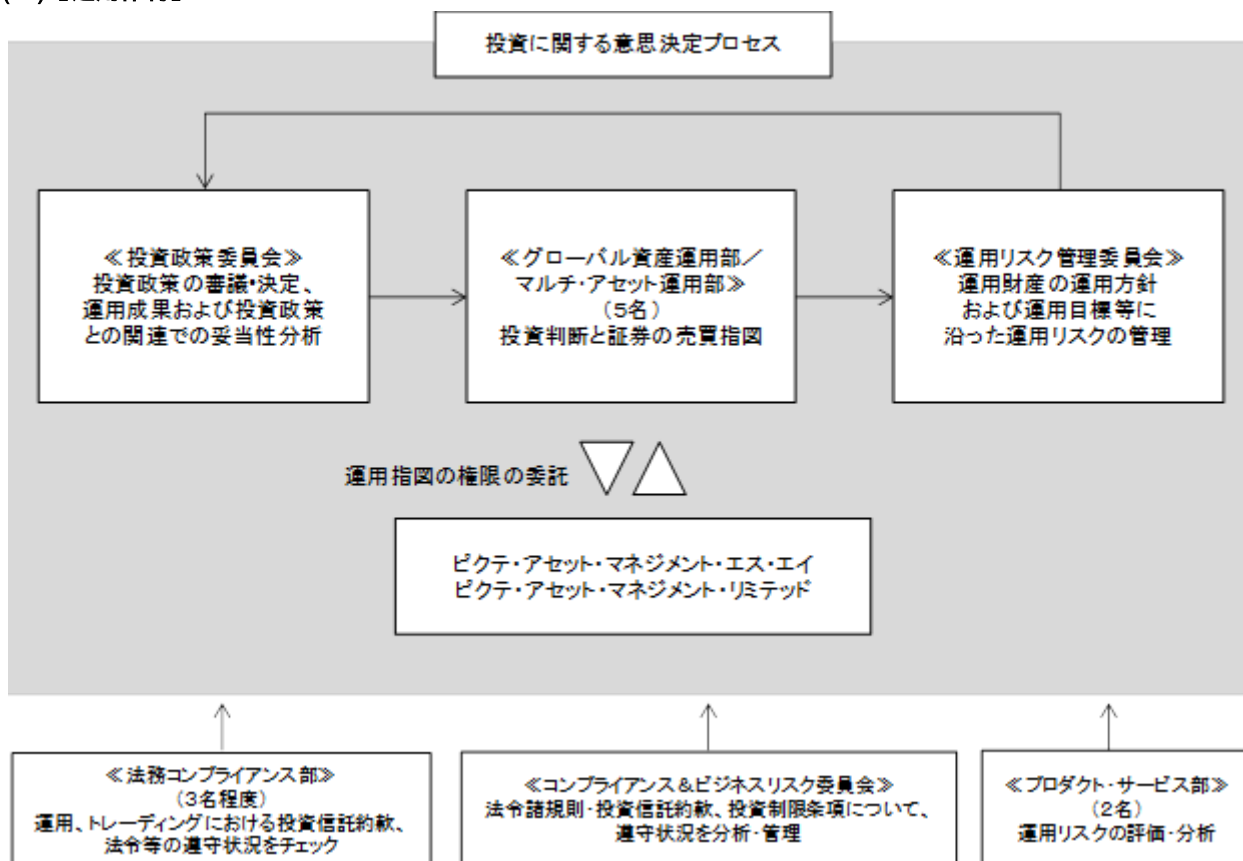 投資に関する意思決定プロセス
≪投資政策委員会≫
投資政策の審議・決定、
運用成果および投資政策
との関連での妥当性分析
≪グローバル資産運用部／
マルチ・アセット運用部≫
（５名）
投資判断と証券の売買指図
≪運用リスク管理委員会≫
運用財産の運用方針
および運用目標等に
沿った運用リスクの管理
運用指図の権限の委託
ピクテ・アセット・マネジメント・エス・エイ
ピクテ・アセット・マネジメント・リミテッド
≪法務コンプライアンス部≫
（３名程度）
運用、トレーディングにおける投資信託約款、
法令等の遵守状況をチェック
≪コンプライアンス＆ビジネスリスク委員会≫
法令諸規則・投資信託約款、投資制限条項について、
遵守状況を分析・管理
≪プロダクト・サービス部≫
（２名）
運用リスクの評価・分析